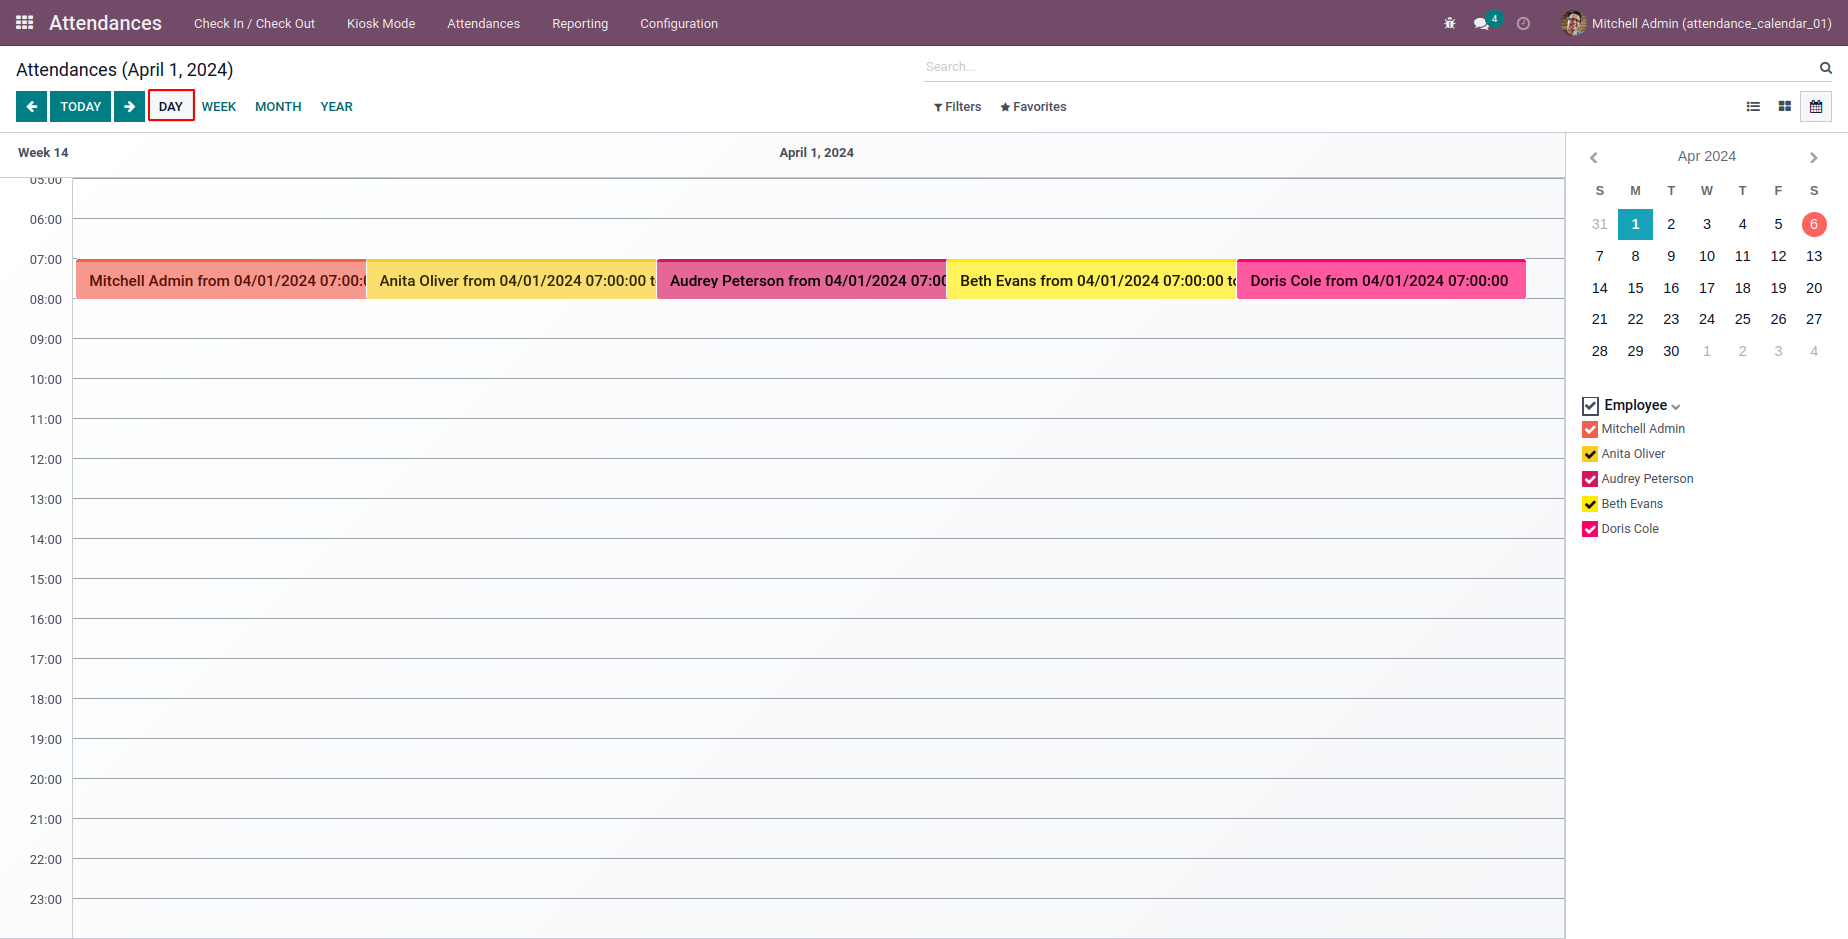 Attendances Check In / Check Out Kiosk Mode Attendances Reporting Configuration 4 Mitchell Admin (attendance_calendar_01)
Attendances (April 1, 2024) Search...
TODAY DAY WEEK MONTH YEAR Filters Favorites
Week 14 April 1, 2024
05:00
06:00
07:00
Mitchell Admin from 04/01/2024 07:00: Anita Oliver from 04/01/2024 07:00:00 t Audrey Peterson from 04/01/2024 07:00 Beth Evans from 04/01/2024 07:00:00 to Doris Cole from 04/01/2024 07:00:00
08:00
09:00
10:00
11:00
12:00
13:00
14:00
15:00
16:00
17:00
18:00
19:00
20:00
21:00
22:00
23:00
Apr 2024
S M T W T F S
31 1 2 3 4 5 6
7 8 9 10 11 12 13
14 15 16 17 18 19 20
21 22 23 24 25 26 27
28 29 30 1 2 3 4
Employee
Mitchell Admin
Anita Oliver
Audrey Peterson
Beth Evans
Doris Cole